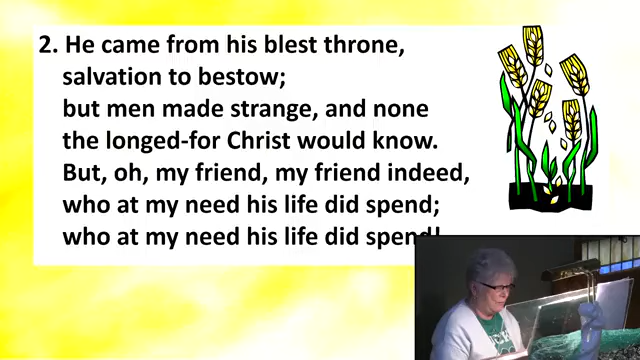 2. He came from his blest throne,
salvation to bestow;
but men made strange, and none
the longed-for Christ would know.
But, oh, my friend, my friend indeed,
who at my need his life did spend;
who at my need his life did spend!